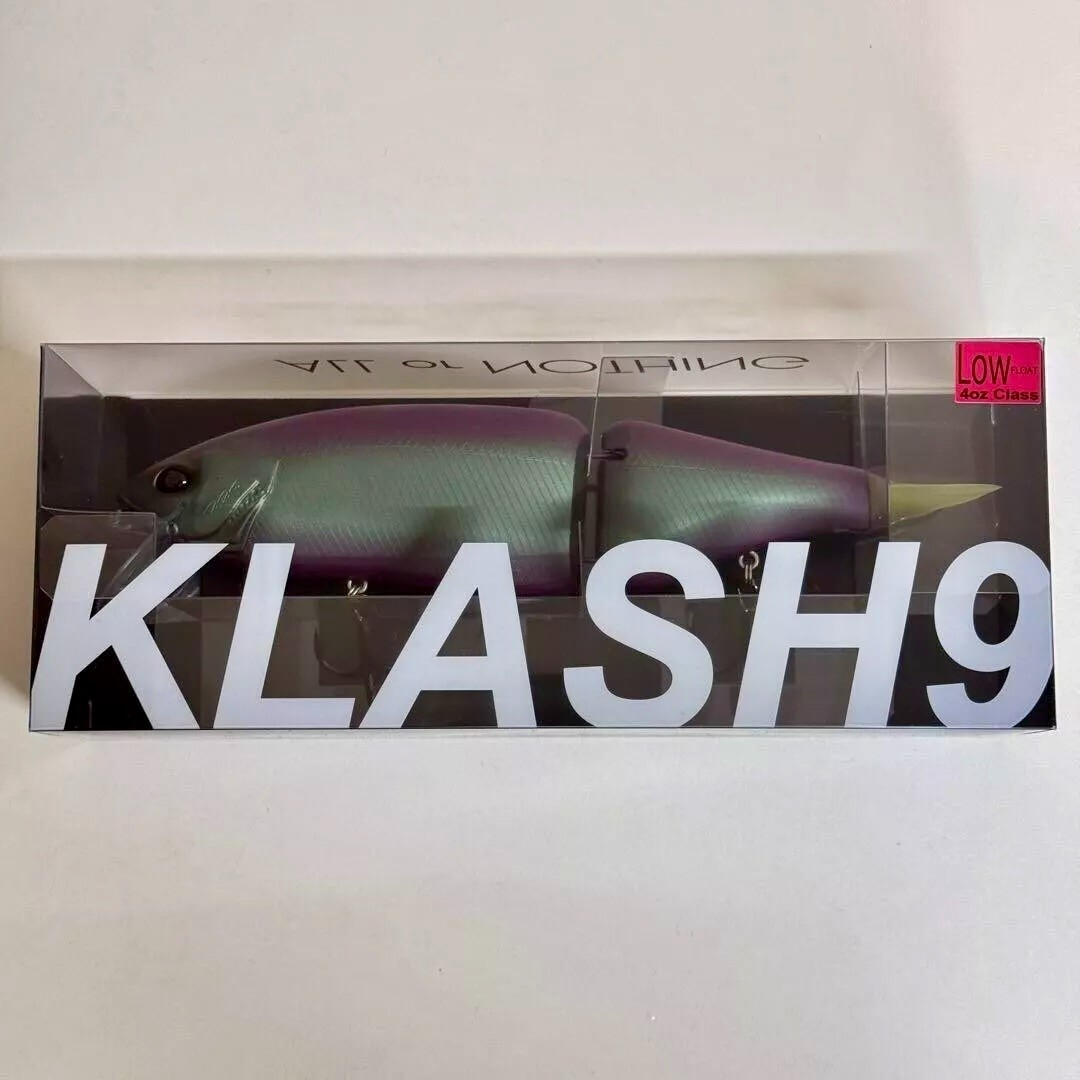 ALL or NOTHING
LOW FLOAT
4oz Class
KLASH9